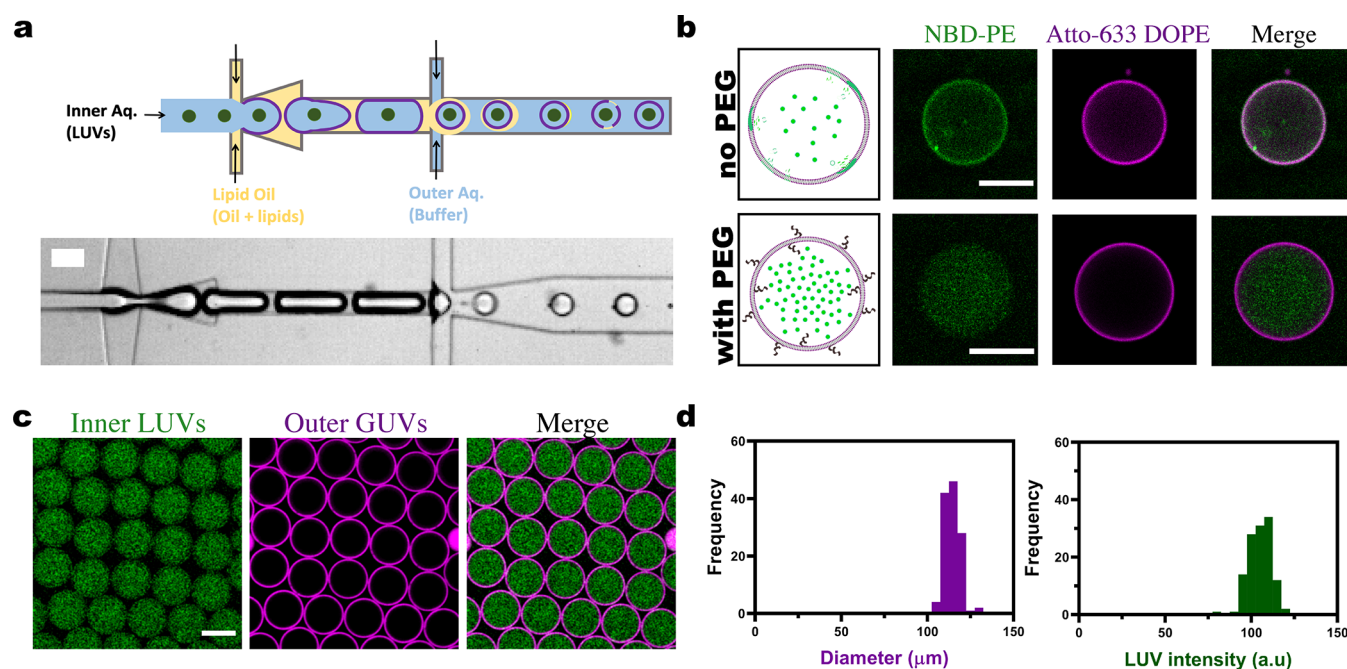 a
Inner Aq.
(LUVs)
Lipid Oil
(Oil + lipids)
Outer Aq.
(Buffer)
b
NBD-PE
Atto-633 DOPE
Merge
no PEG
with PEG
c
Inner LUVs
Outer GUVs
Merge
d
Frequency
60
40
20
0
0
50
100
150
Diameter (μm)
Frequency
60
40
20
0
0
50
100
150
LUV intensity (a.u)